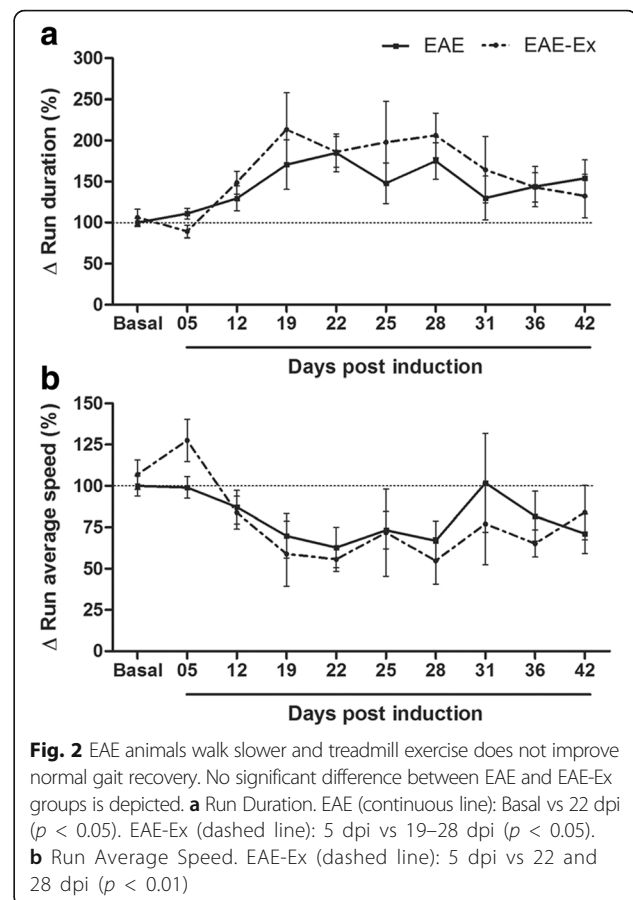 a
EAE EAE-Ex
Δ Run duration (%)
300
250
200
150
100
50
0
Basal 05 12 19 22 25 28 31 36 42
Days post induction
b
Δ Run average speed (%)
150
125
100
75
50
25
0
Basal 05 12 19 22 25 28 31 36 42
Days post induction
Fig. 2 EAE animals walk slower and treadmill exercise does not improve
normal gait recovery. No significant difference between EAE and EAE-Ex
groups is depicted. a Run Duration. EAE (continuous line): Basal vs 22 dpi
(p < 0.05). EAE-Ex (dashed line): 5 dpi vs 19–28 dpi (p < 0.05).
b Run Average Speed. EAE-Ex (dashed line): 5 dpi vs 22 and
28 dpi (p < 0.01)